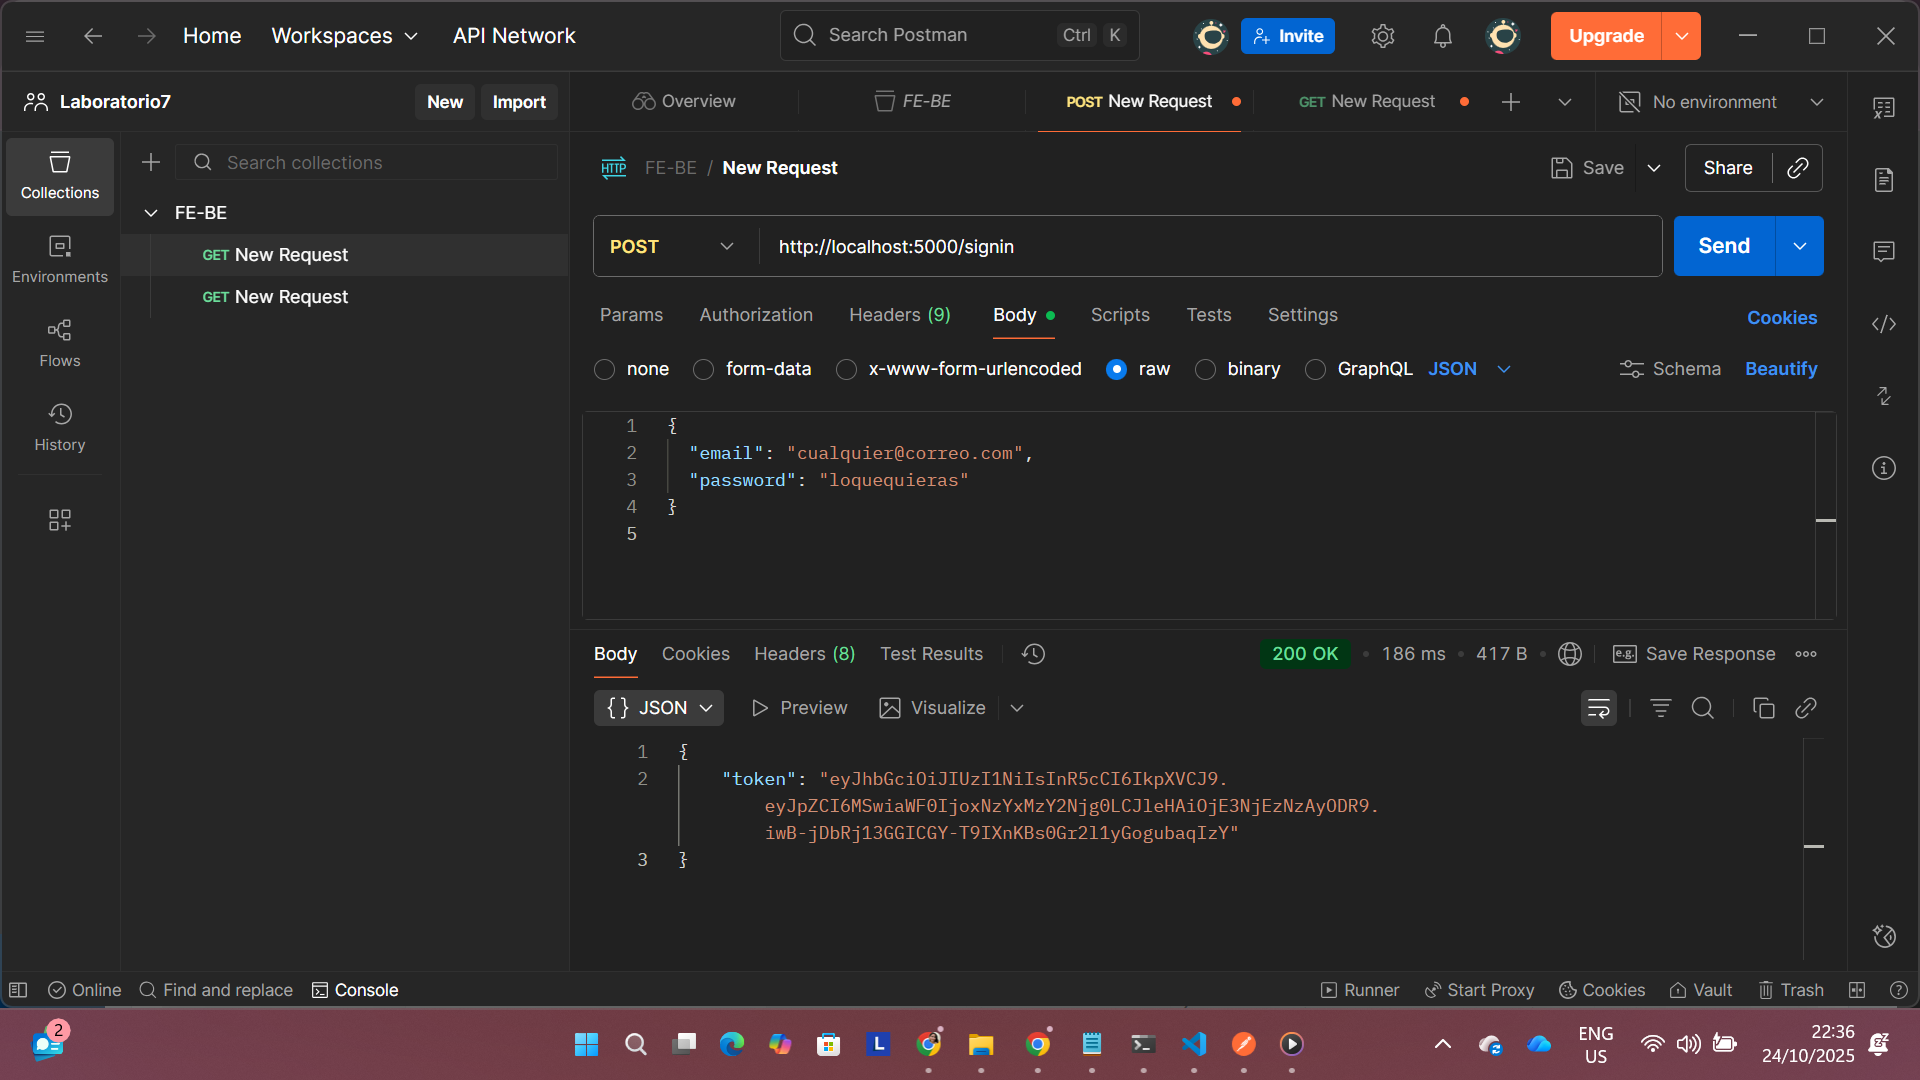 Home Workspaces API Network Search Postman Ctrl K Invite Upgrade
Laboratorio7 New Import Overview FE-BE POST New Request GET New Request No environment
Search collections
Collections
Environments
Flows
History
FE-BE
GET New Request
GET New Request
HTTP FE-BE / New Request Save Share
POST http://localhost:5000/signin Send
Params Authorization Headers (9) Body Scripts Tests Settings Cookies
none form-data x-www-form-urlencoded raw binary GraphQL JSON Schema Beautify
1 {
2 "email": "cualquier@correo.com",
3 "password": "loquequieras"
4 }
5
Body Cookies Headers (8) Test Results 200 OK 186 ms 417 B e.g. Save Response
{ } JSON Preview Visualize
1 {
2 "token": "eyJhbGciOiJIUzI1NiIsInR5cCI6IkpXVCJ9.
eyJpZCI6MSwiaWF0IjoxNzYxMzY2Njg0LCJleHAiOjE3NjEzNzAyODR9.
iwB-jDbRj13GGICGY-T9IXnKBs0Gr2l1yGogubaqIzY"
3 }
Online Find and replace Console Runner Start Proxy Cookies Vault Trash
2 L ENG 22:36
US 24/10/2025